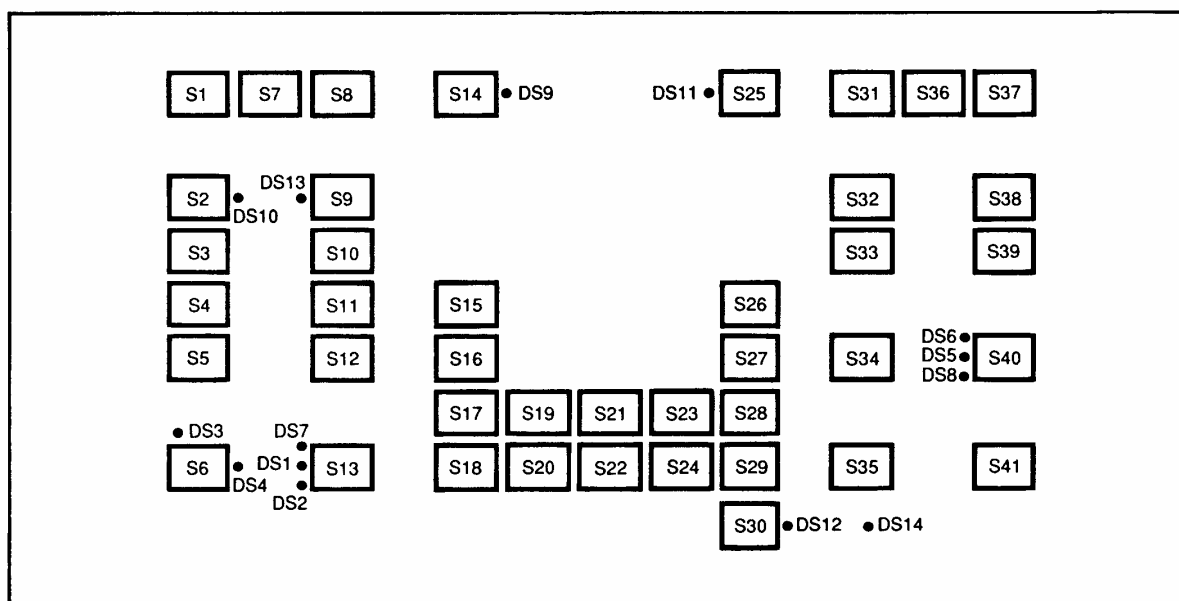 S1 S7 S8 S14 DS9 DS11 S25 S31 S36 S37
S2 DS13 S9 S32 S38
DS10
S3 S10 S33 S39
S4 S11 S15 S26
DS6
S5 S12 S16 S27 S34 DS5 S40
DS8
S17 S19 S21 S23 S28
DS3 DS7
S6 DS1 S13 S18 S20 S22 S24 S29 S35 S41
DS4
DS2
S30 DS12 DS14